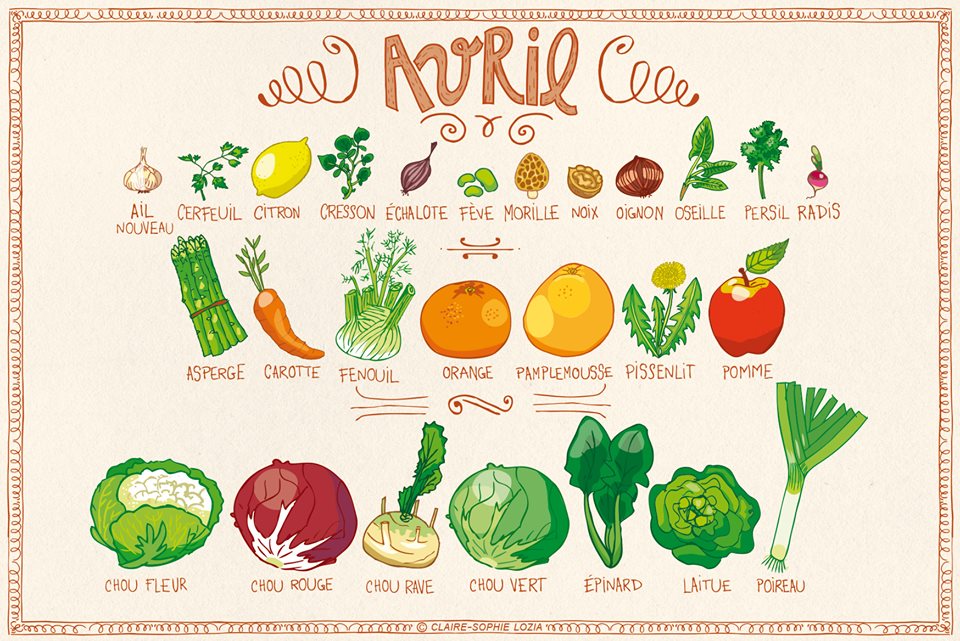 AVRIL
AIL NOUVEAU
CERFEUIL
CITRON
CRESSON
ÉCHALOTE
FÈVE
MORILLE
NOIX
OIGNON
OSEILLE
PERSIL
RADIS
ASPERGE
CAROTTE
FENOUIL
ORANGE
PAMPLEMOUSSE
PISSENLIT
POMME
CHOU FLEUR
CHOU ROUGE
CHOU RAVE
CHOU VERT
ÉPINARD
LAITUE
POIREAU
© CLAIRE-SOPHIE LOZIA